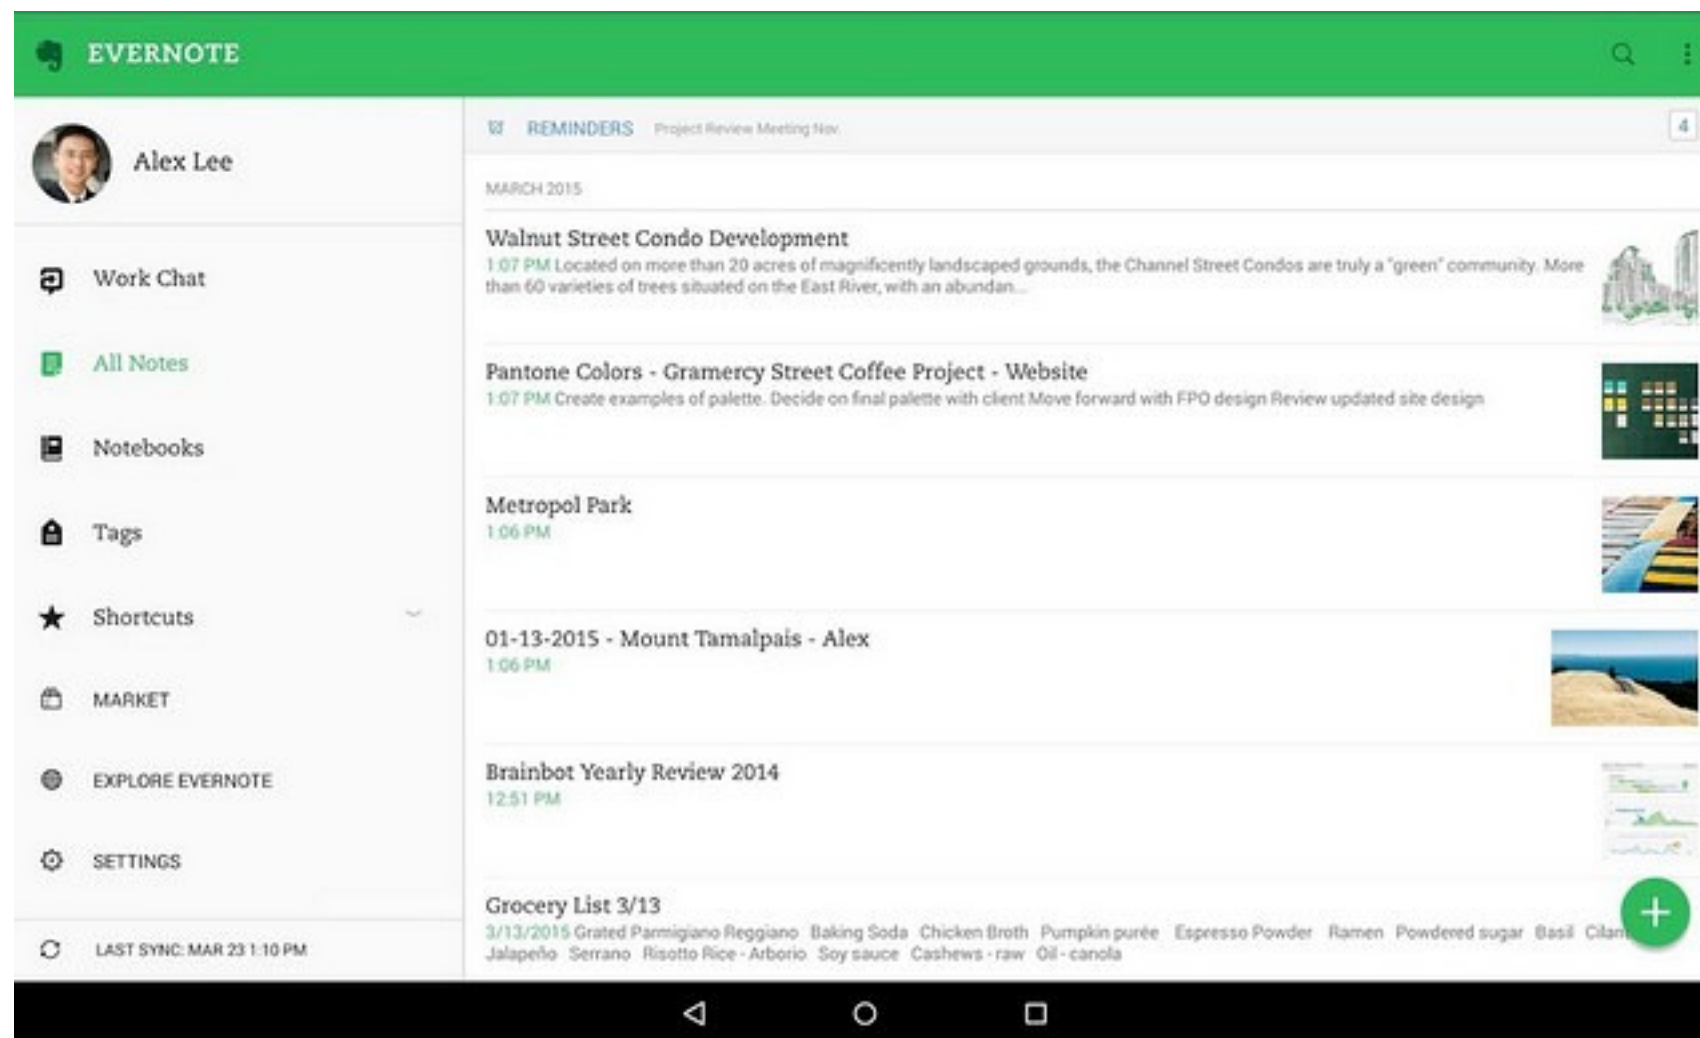 EVERNOTE
Alex Lee
Work Chat
All Notes
Notebooks
Tags
Shortcuts
MARKET
EXPLORE EVERNOTE
SETTINGS
LAST SYNC: MAR 23 1:10 PM
REMINDERS Project Review Meeting Nov. 4
MARCH 2015
Walnut Street Condo Development
1:07 PM Located on more than 20 acres of magnificently landscaped grounds, the Channel Street Condos are truly a "green" community. More
than 60 varieties of trees situated on the East River, with an abundan...
Pantone Colors - Gramercy Street Coffee Project - Website
1:07 PM Create examples of palette. Decide on final palette with client Move forward with FPO design Review updated site design
Metropol Park
1:06 PM
01-13-2015 - Mount Tamalpais - Alex
1:06 PM
Brainbot Yearly Review 2014
12:51 PM
Grocery List 3/13
3/13/2015 Grated Parmigiano Reggiano Baking Soda Chicken Broth Pumpkin purée Espresso Powder Ramen Powdered sugar Basil Cilan
Jalapeño Serrano Risotto Rice - Arborio Soy sauce Cashews - raw Oil - canola